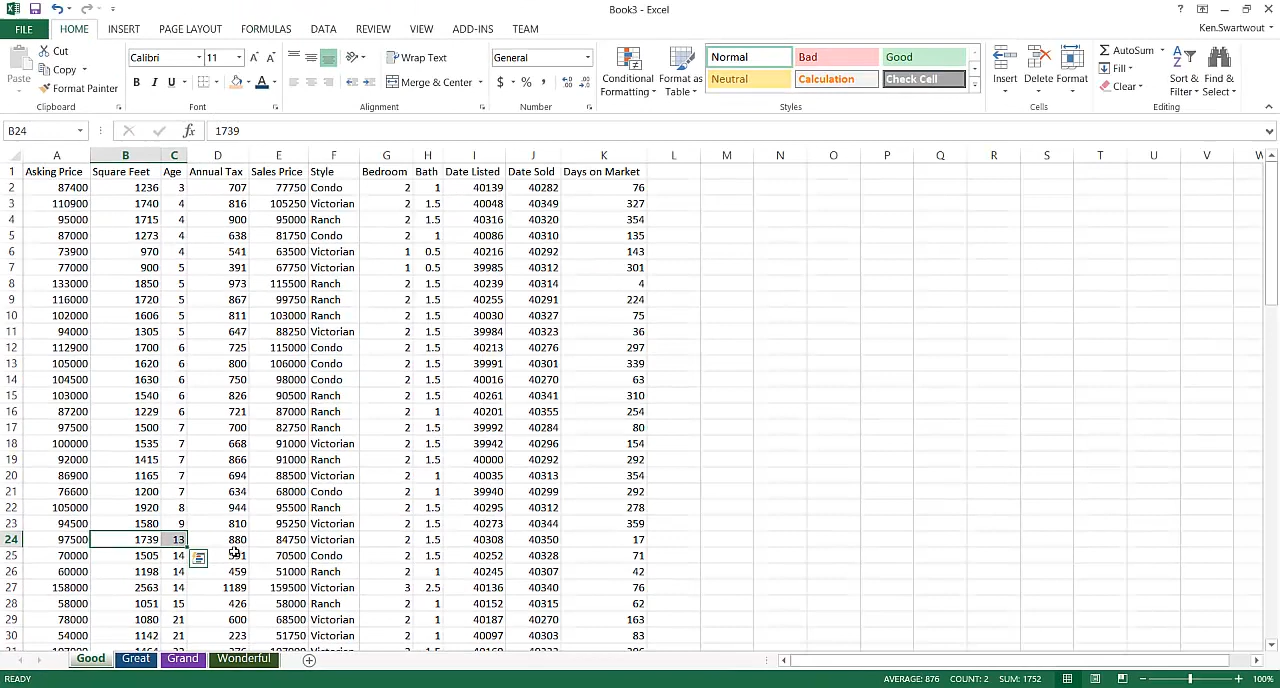 Book3 - Excel
FILE HOME INSERT PAGE LAYOUT FORMULAS DATA REVIEW VIEW ADD-INS TEAM Ken.Swartwout
Paste Cut Copy Format Painter Clipboard
Calibri 11 B I U Font
Wrap Text Merge & Center Alignment
General $ % , Number
Conditional Formatting Format as Table Normal Bad Good Neutral Calculation Check Cell Styles
Insert Delete Format Cells
AutoSum Fill Clear Sort & Filter Find & Select Editing
B24 fx 1739
A B C D E F G H I J K L M N O P Q R S T U V W
1 Asking Price Square Feet Age Annual Tax Sales Price Style Bedroom Bath Date Listed Date Sold Days on Market
2 87400 1236 3 707 77750 Condo 2 1 40139 40282 76
3 110900 1740 4 816 105250 Victorian 2 1.5 40048 40349 327
4 95000 1715 4 900 95000 Ranch 2 1.5 40316 40320 354
5 87000 1273 4 638 81750 Condo 2 1 40086 40310 135
6 73900 970 4 541 63500 Victorian 1 0.5 40216 40292 143
7 77000 900 5 391 67750 Victorian 1 0.5 39985 40312 301
8 133000 1850 5 973 115500 Ranch 2 1.5 40239 40314 4
9 116000 1720 5 867 99750 Ranch 2 1.5 40255 40291 224
10 102000 1606 5 811 103000 Ranch 2 1.5 40030 40327 75
11 94000 1305 5 647 88250 Victorian 2 1.5 39984 40323 36
12 112900 1700 6 725 115000 Condo 2 1.5 40213 40276 297
13 105000 1620 6 800 106000 Condo 2 1.5 39991 40301 339
14 104500 1630 6 750 98000 Condo 2 1.5 40016 40270 63
15 103000 1540 6 826 90500 Ranch 2 1.5 40261 40341 310
16 87200 1229 6 721 87000 Ranch 2 1 40201 40355 254
17 97500 1500 7 700 82750 Ranch 2 1.5 39992 40284 80
18 100000 1535 7 668 91000 Victorian 2 1.5 39942 40296 154
19 92000 1415 7 866 91000 Ranch 2 1.5 40000 40292 292
20 86900 1165 7 694 88500 Victorian 2 1 40035 40313 354
21 76600 1200 7 634 68000 Condo 2 1 39940 40299 292
22 105000 1920 8 944 95500 Ranch 2 1.5 40295 40312 278
23 94500 1580 9 810 95250 Victorian 2 1.5 40273 40344 359
24 97500 1739 13 880 84750 Victorian 2 1.5 40308 40350 17
25 70000 1505 14 70500 Condo 2 1.5 40252 40328 71
26 60000 1198 14 459 51000 Ranch 2 1 40245 40307 42
27 158000 2563 14 1189 159500 Victorian 3 2.5 40136 40340 76
28 58000 1051 15 426 58000 Ranch 2 1 40152 40315 62
29 78000 1080 21 600 68500 Victorian 2 1 40187 40270 163
30 54000 1142 21 223 51750 Victorian 2 1 40097 40303 83
Good Great Grand Wonderful
READY AVERAGE: 876 COUNT: 2 SUM: 1752 100%